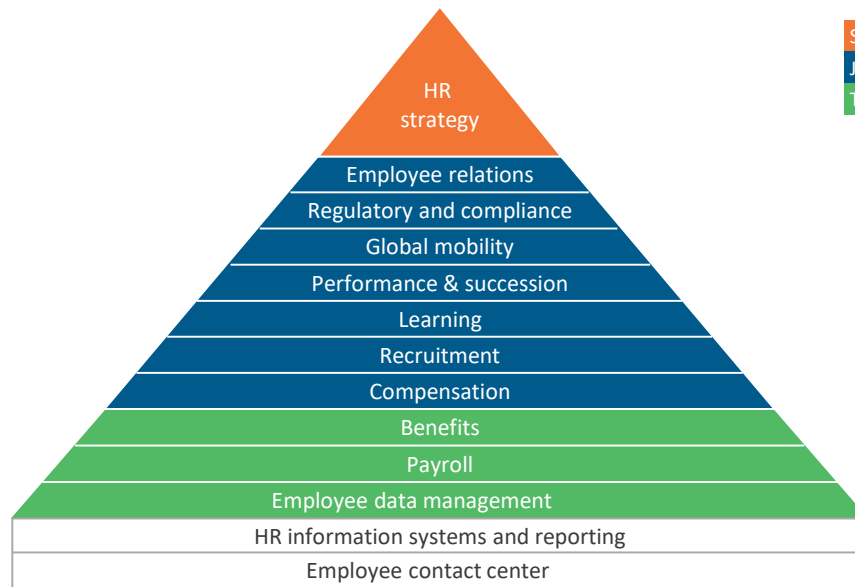 HR
strategy
Employee relations
Regulatory and compliance
Global mobility
Performance & succession
Learning
Recruitment
Compensation
Benefits
Payroll
Employee data management
HR information systems and reporting
Employee contact center